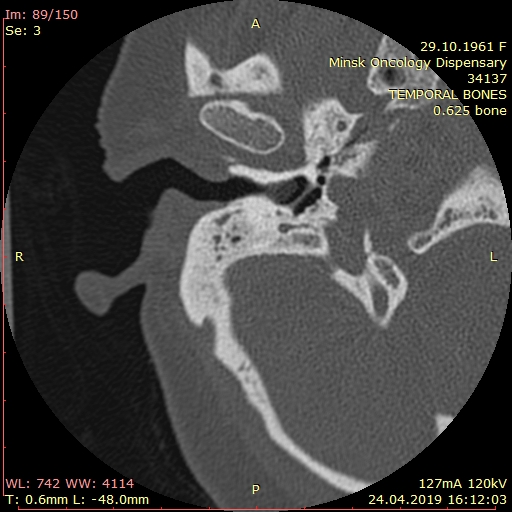 Im: 89/150
Se: 3
A
29.10.1961 F
Minsk Oncology Dispensary
34137
TEMPORAL BONES
0.625 bone
R
L
WL: 742 WW: 4114
T: 0.6mm L: -48.0mm
P
127mA 120kV
24.04.2019 16:12:03